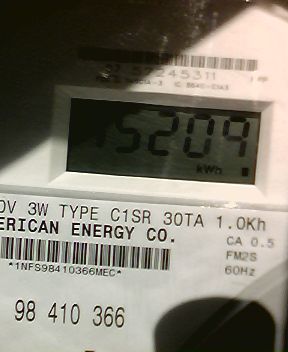 15209
kWh
0V 3W TYPE C1SR 30TA 1.0Kh
ERICAN ENERGY CO.
CA 0.5
FM2S
60Hz
*1NFS98410366MEC*
98 410 366